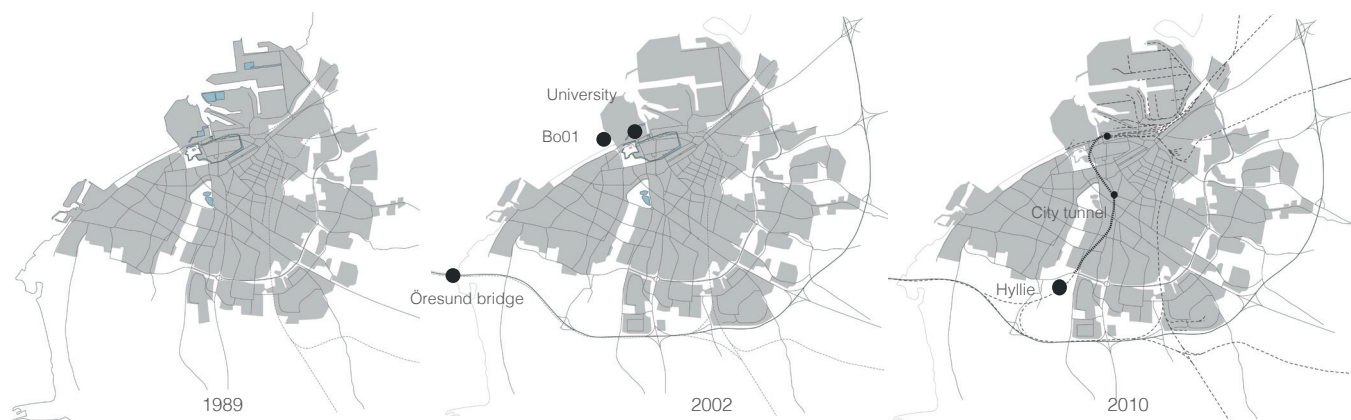 University
Bo01
Öresund bridge
City tunnel
Hyllie
1989
2002
2010